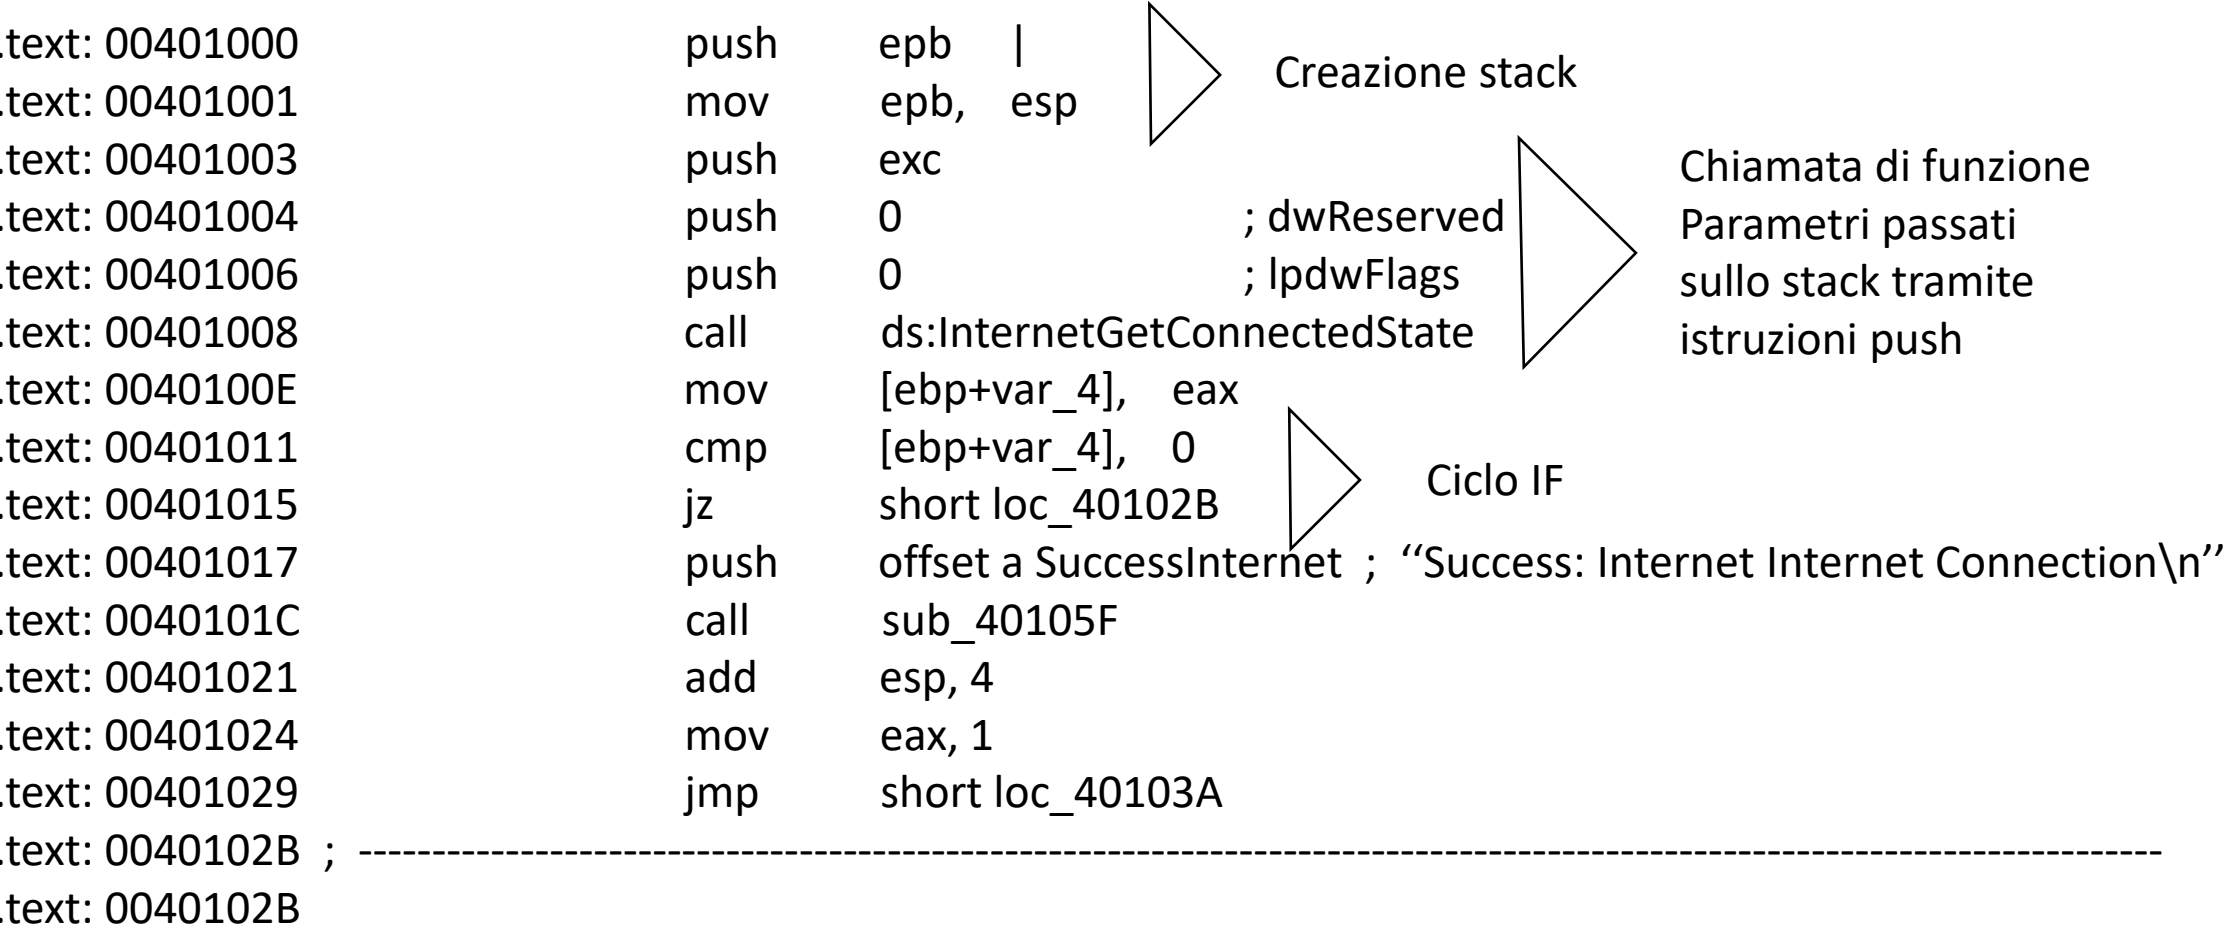 .text: 00401000 push epb |
.text: 00401001 mov epb, esp
Creazione stack
.text: 00401003 push exc
.text: 00401004 push 0 ; dwReserved
.text: 00401006 push 0 ; lpdwFlags
.text: 00401008 call ds:InternetGetConnectedState
Chiamata di funzione
Parametri passati
sullo stack tramite
istruzioni push
.text: 0040100E mov [ebp+var_4], eax
.text: 00401011 cmp [ebp+var_4], 0
.text: 00401015 jz short loc_40102B
Ciclo IF
.text: 00401017 push offset a SuccessInternet ; ‘‘Success: Internet Internet Connection\n’’
.text: 0040101C call sub_40105F
.text: 00401021 add esp, 4
.text: 00401024 mov eax, 1
.text: 00401029 jmp short loc_40103A
.text: 0040102B ; ---------------------------------------------------------------------------------------------------------------------------
.text: 0040102B